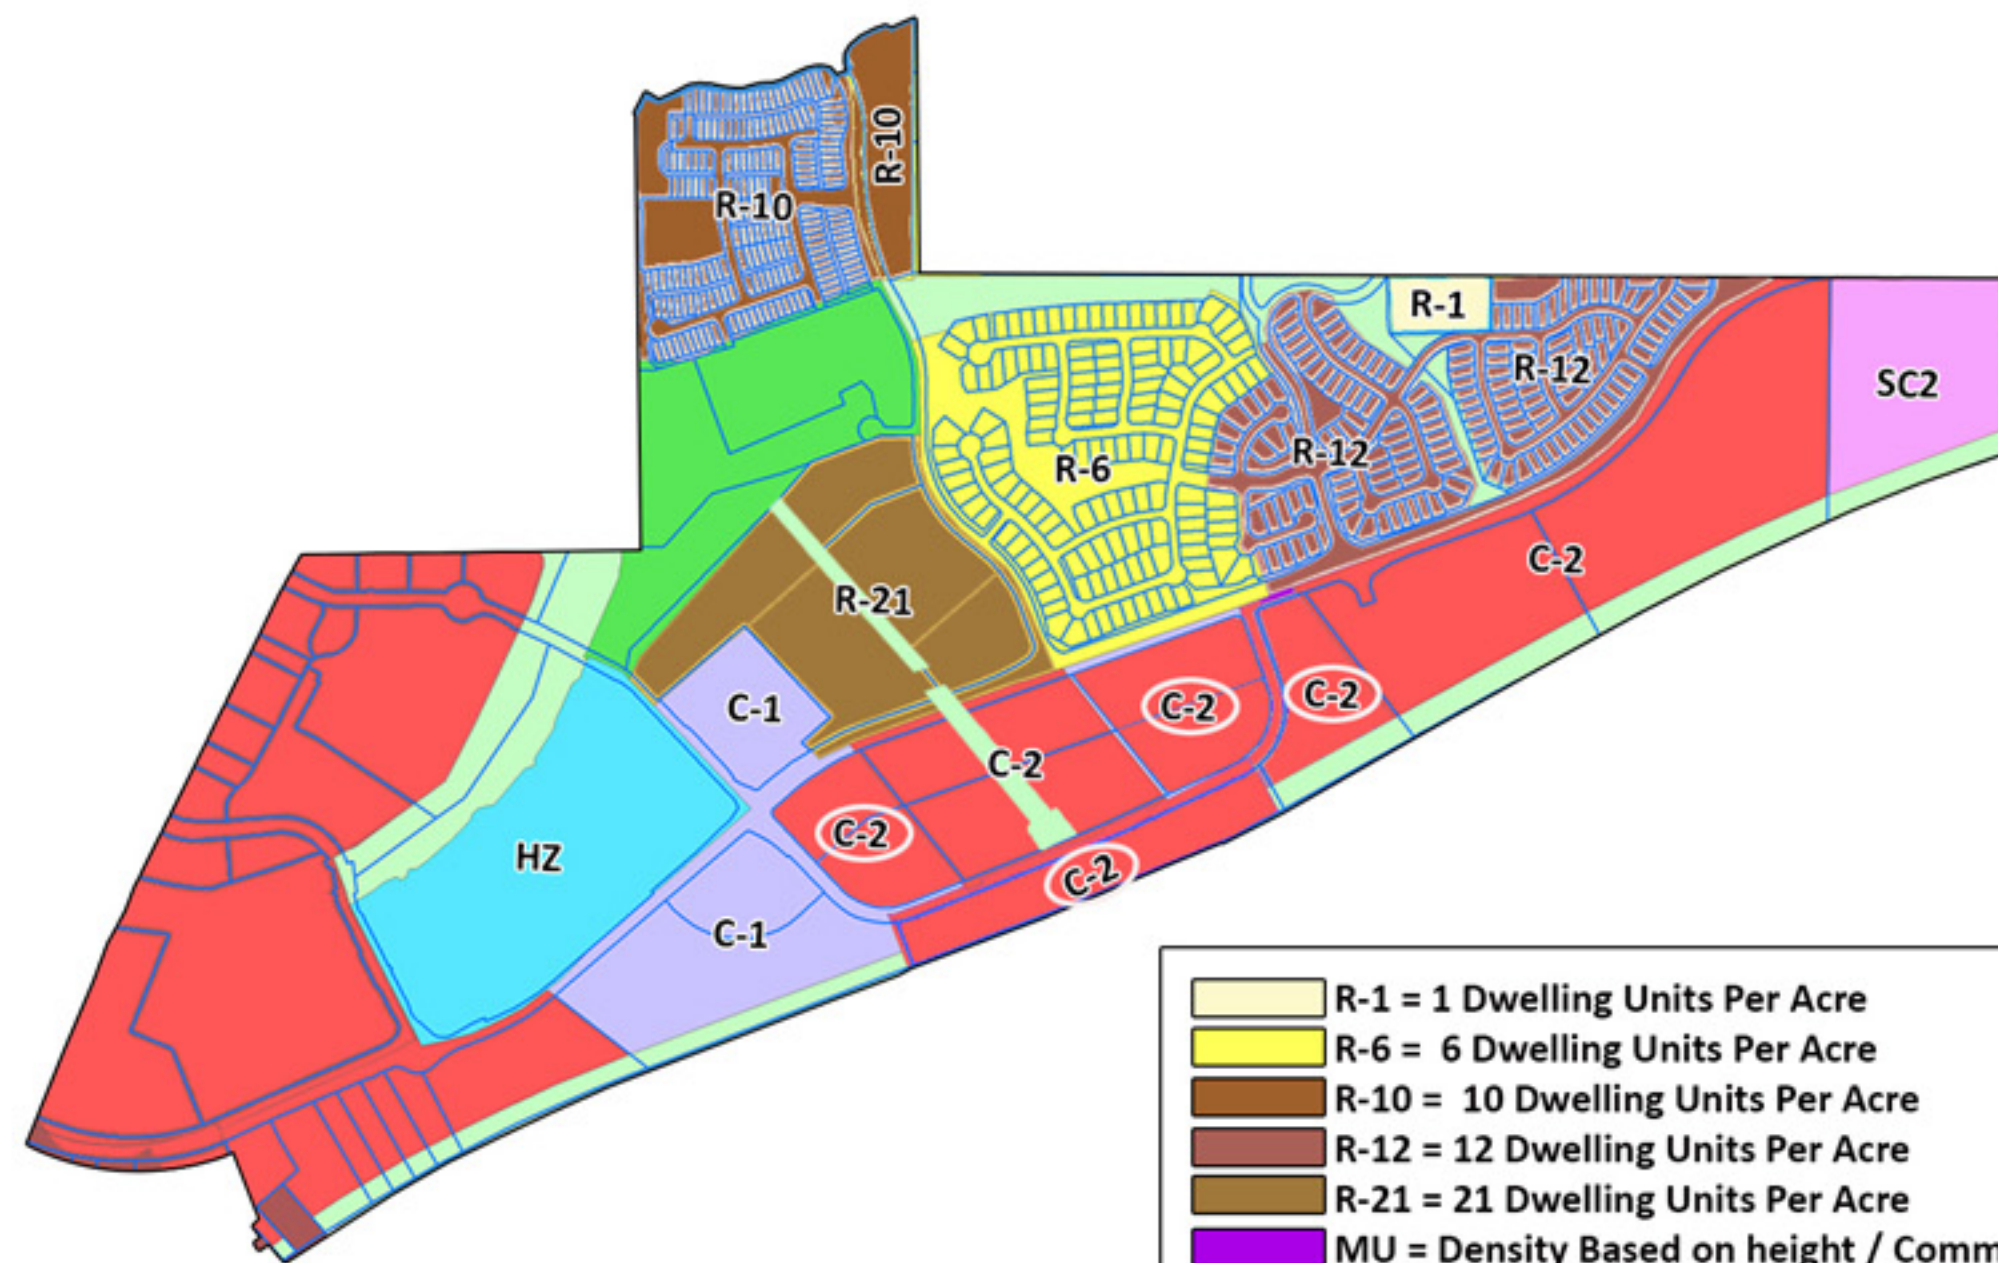 R-10
R-10
R-1
R-12
SC2
R-12
R-6
C-2
R-21
C-2
C-2
C-1
C-2
C-2
HZ
C-2
C-1
R-1 = 1 Dwelling Units Per Acre
R-6 = 6 Dwelling Units Per Acre
R-10 = 10 Dwelling Units Per Acre
R-12 = 12 Dwelling Units Per Acre
R-21 = 21 Dwelling Units Per Acre
MU = Density Based on height / Comm